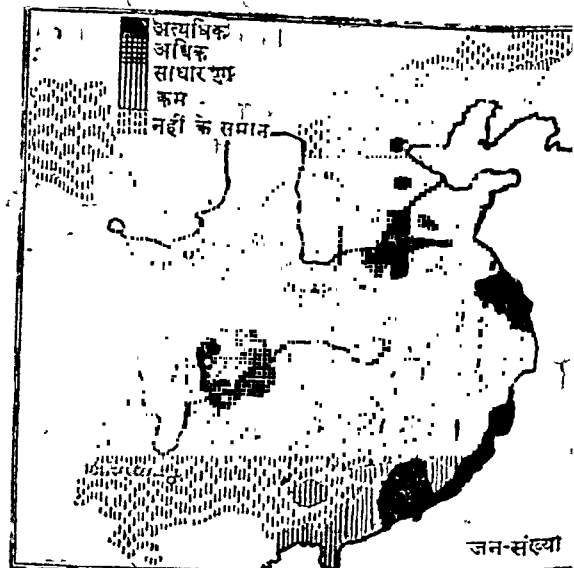 अत्यधिक
अधिक
साधारण
कम
नहीं के समान
जन-संख्या